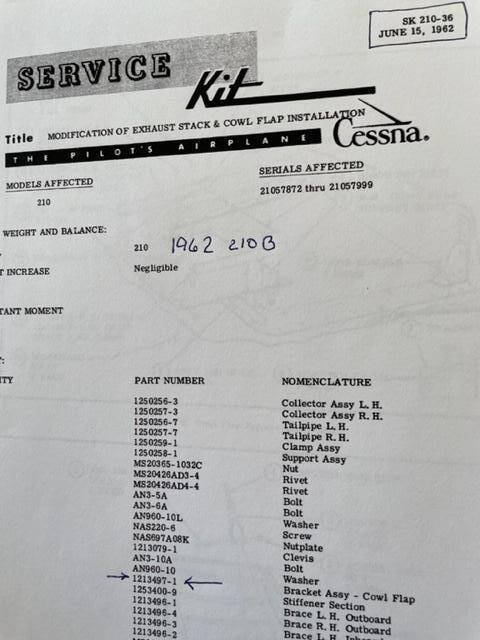 SK 210-36
JUNE 15, 1962
SERVICE Kit
Title MODIFICATION OF EXHAUST STACK & COWL FLAP INSTALLATION
THE PILOT'S AIRPLANE Cessna.
MODELS AFFECTED SERIALS AFFECTED
210 21057872 thru 21057999
WEIGHT AND BALANCE:
210 1962 210B
T INCREASE Negligible
TANT MOMENT
T:
ITY PART NUMBER NOMENCLATURE
1250256-3 Collector Assy L. H.
1250257-3 Collector Assy R. H.
1250256-7 Tailpipe L. H.
1250257-7 Tailpipe R. H.
1250259-1 Clamp Assy
1250258-1 Support Assy
MS20365-1032C Nut
MS20426AD3-4 Rivet
MS20426AD4-4 Rivet
AN3-5A Bolt
AN3-6A Bolt
AN960-10L Washer
NAS220-6 Screw
NAS697A08K Nutplate
1213079-1 Clevis
AN3-10A Bolt
AN960-10 Washer
1213497-1 Bracket Assy - Cowl Flap
1253400-9 Stiffener Section
1213496-1 Brace L. H. Outboard
1213496-4 Brace R. H. Outboard
1213496-3 Brace L. H.
1213496-2